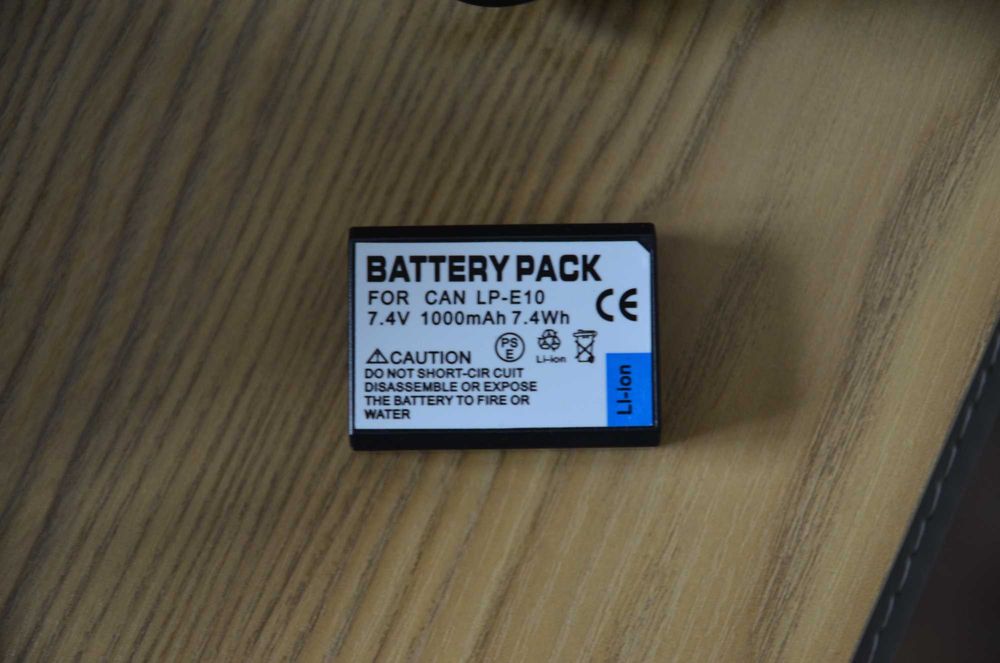 BATTERY PACK
FOR CAN LP-E10
7.4V 1000mAh 7.4Wh
CE
PS
E
Li-ion
CAUTION
DO NOT SHORT-CIR CUIT
DISASSEMBLE OR EXPOSE
THE BATTERY TO FIRE OR
WATER
LI-ion